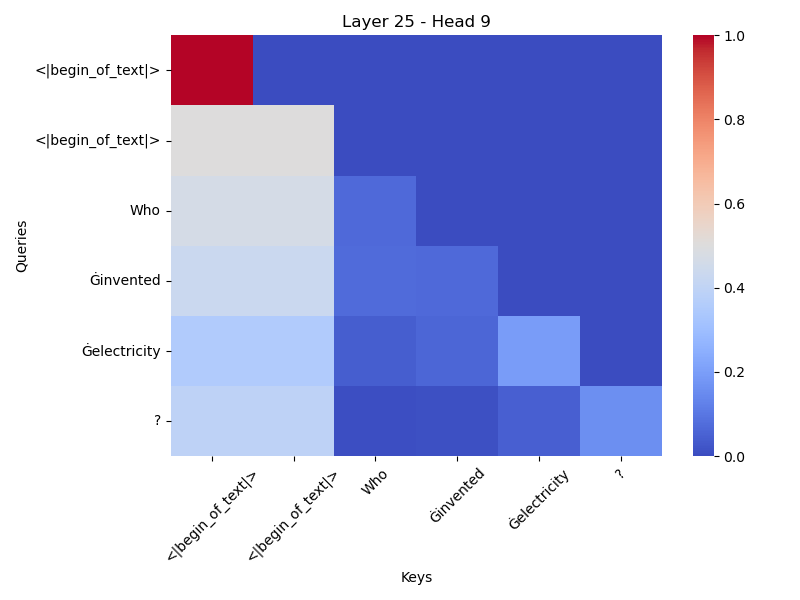 Layer 25 - Head 9
<|begin_of_text|>
<|begin_of_text|>
Who
Ġinvented
Ġelectricity
?
Queries
<|begin_of_text|>
<|begin_of_text|>
Who
Ġinvented
Ġelectricity
?
Keys
1.0
0.8
0.6
0.4
0.2
0.0